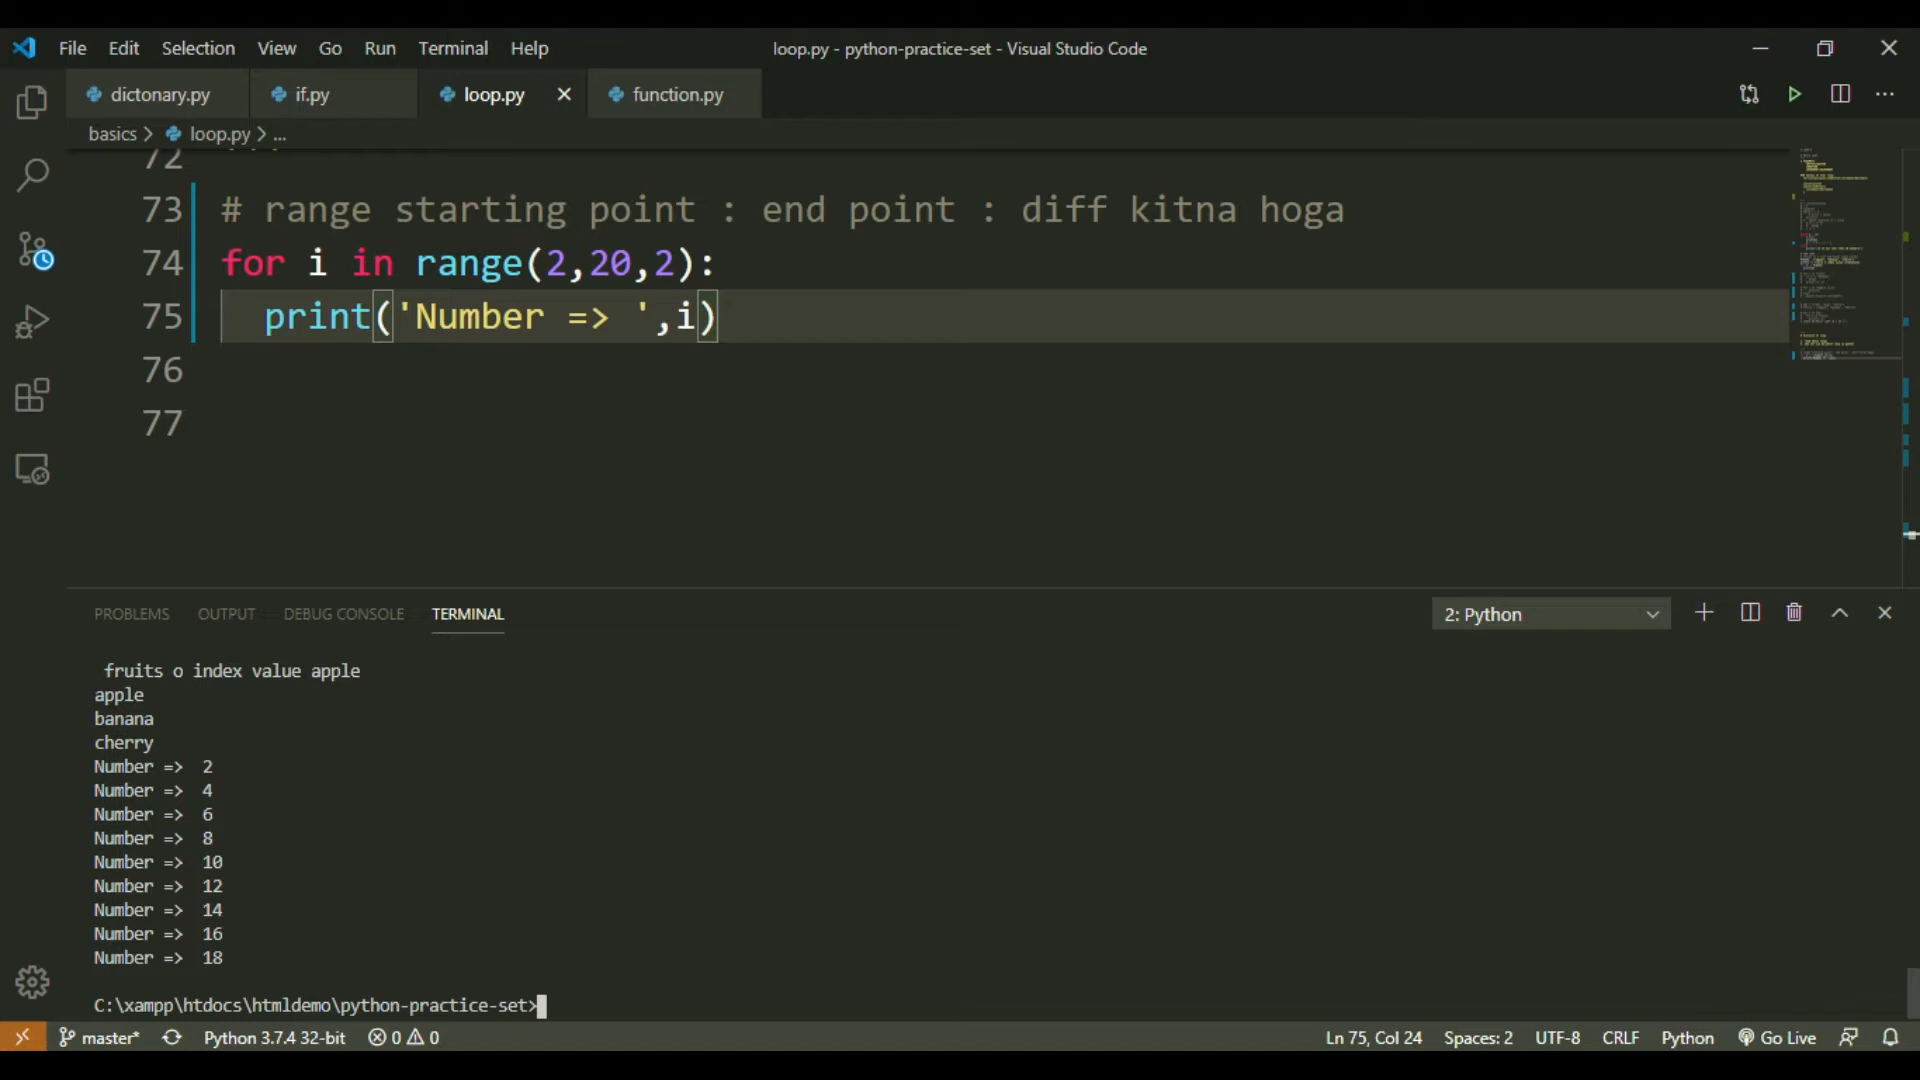 File Edit Selection View Go Run Terminal Help
loop.py - python-practice-set - Visual Studio Code
dictonary.py if.py loop.py function.py
basics > loop.py > ...
72
73 # range starting point : end point : diff kitna hoga
74 for i in range(2,20,2):
75 print('Number => ',i)
76
77
PROBLEMS OUTPUT DEBUG CONSOLE TERMINAL
2: Python
fruits o index value apple
apple
banana
cherry
Number => 2
Number => 4
Number => 6
Number => 8
Number => 10
Number => 12
Number => 14
Number => 16
Number => 18
C:\xampp\htdocs\htmldemo\python-practice-set>
master* Python 3.7.4 32-bit 0 0 Ln 75, Col 24 Spaces: 2 UTF-8 CRLF Python Go Live